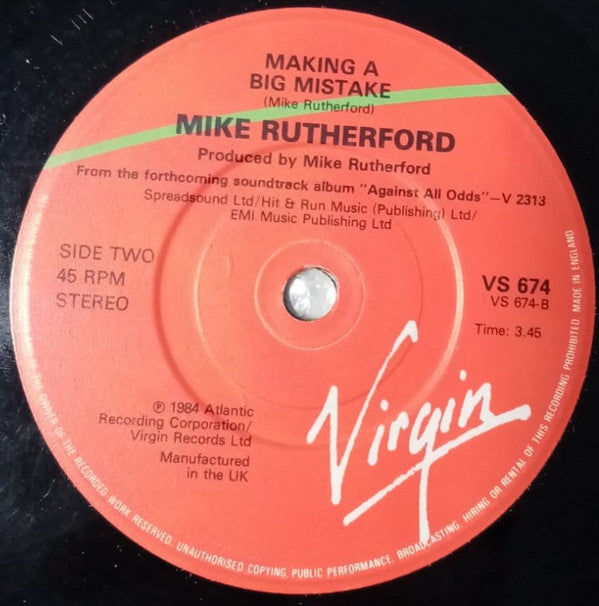 MAKING A
BIG MISTAKE
(Mike Rutherford)
MIKE RUTHERFORD
Produced by Mike Rutherford
From the forthcoming soundtrack album "Against All Odds"—V 2313
Spreadsound Ltd/Hit & Run Music (Publishing) Ltd/
EMI Music Publishing Ltd
SIDE TWO
45 RPM
STEREO
VS 674
VS 674-B
Time: 3.45
℗ 1984 Atlantic
Recording Corporation/
Virgin Records Ltd
Manufactured
in the UK
Virgin
OWNER OF THE RECORDED WORK RESERVED. UNAUTHORISED COPYING, PUBLIC PERFORMANCE, BROADCASTING, HIRING OR RENTAL OF THIS RECORDING PROHIBITED. MADE IN ENGLAND